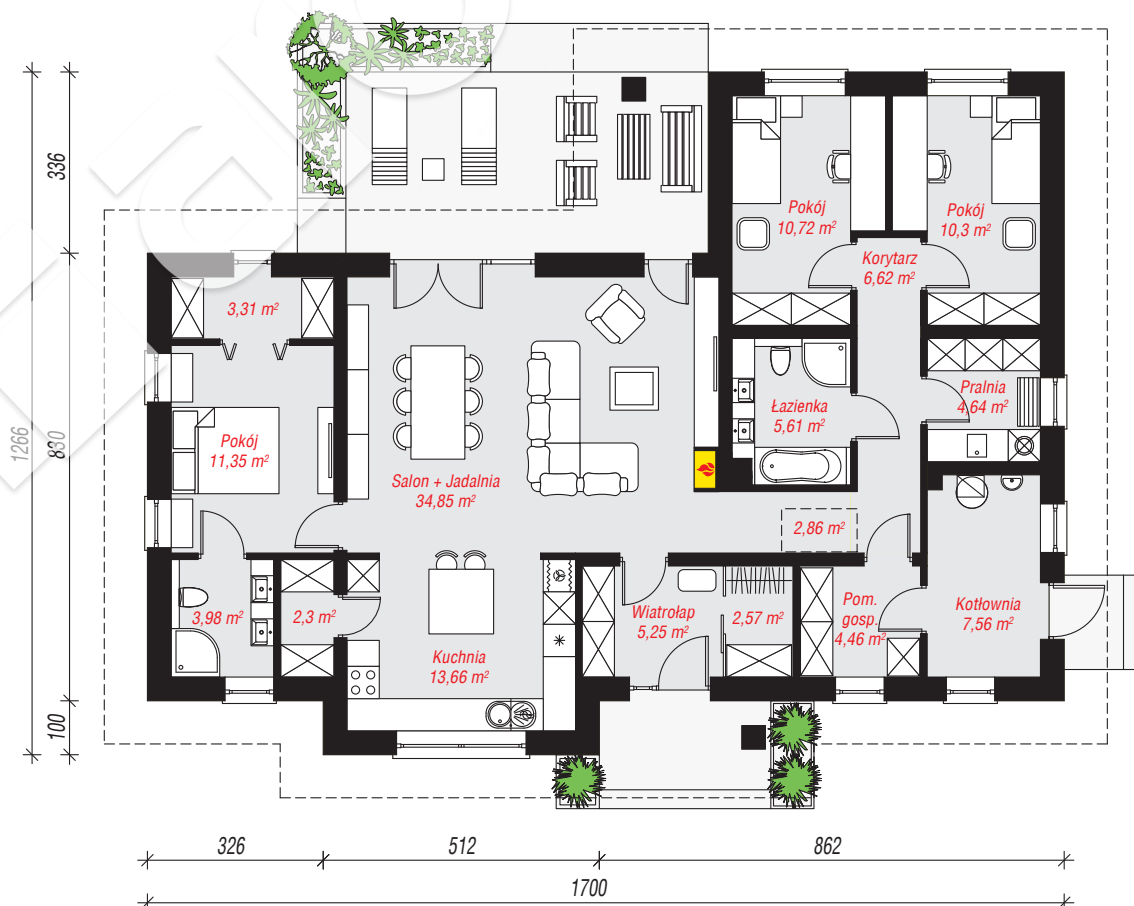 Pokój
10,72 m²
Pokój
10,3 m²
Korytarz
6,62 m²
3,31 m²
Pokój
11,35 m²
Salon + Jadalnia
34,85 m²
Łazienka
5,61 m²
Pralnia
4,64 m²
2,86 m²
3,98 m²
2,3 m²
Kuchnia
13,66 m²
Wiatrołap
5,25 m²
2,57 m²
Pom.
gosp.
4,46 m²
Kotłownia
7,56 m²
336
830
1266
100
326
512
862
1700